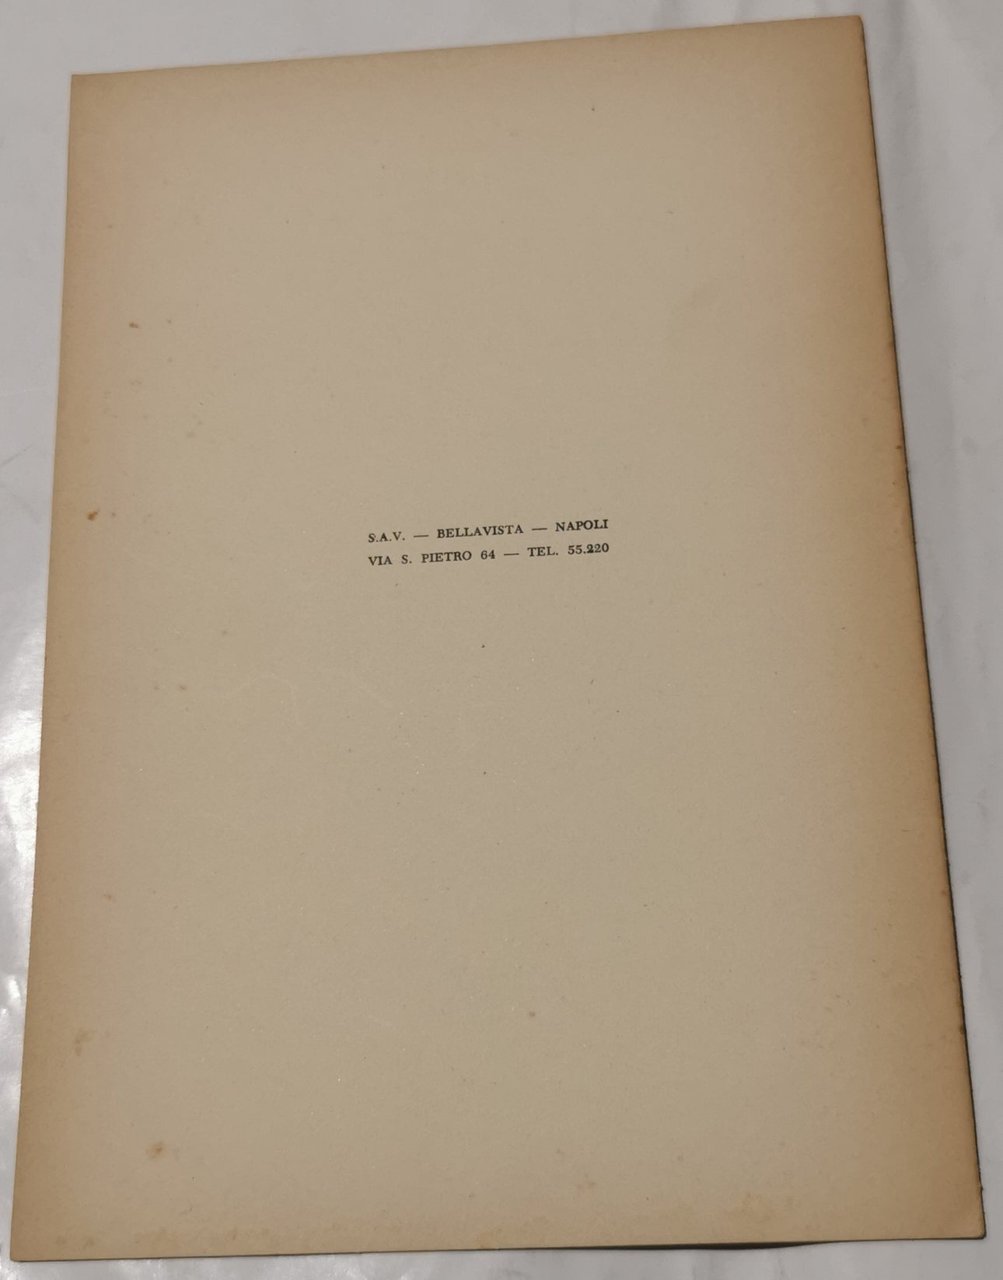 S.A.V. — BELLAVISTA — NAPOLI
VIA S. PIETRO 64 — TEL. 55.220